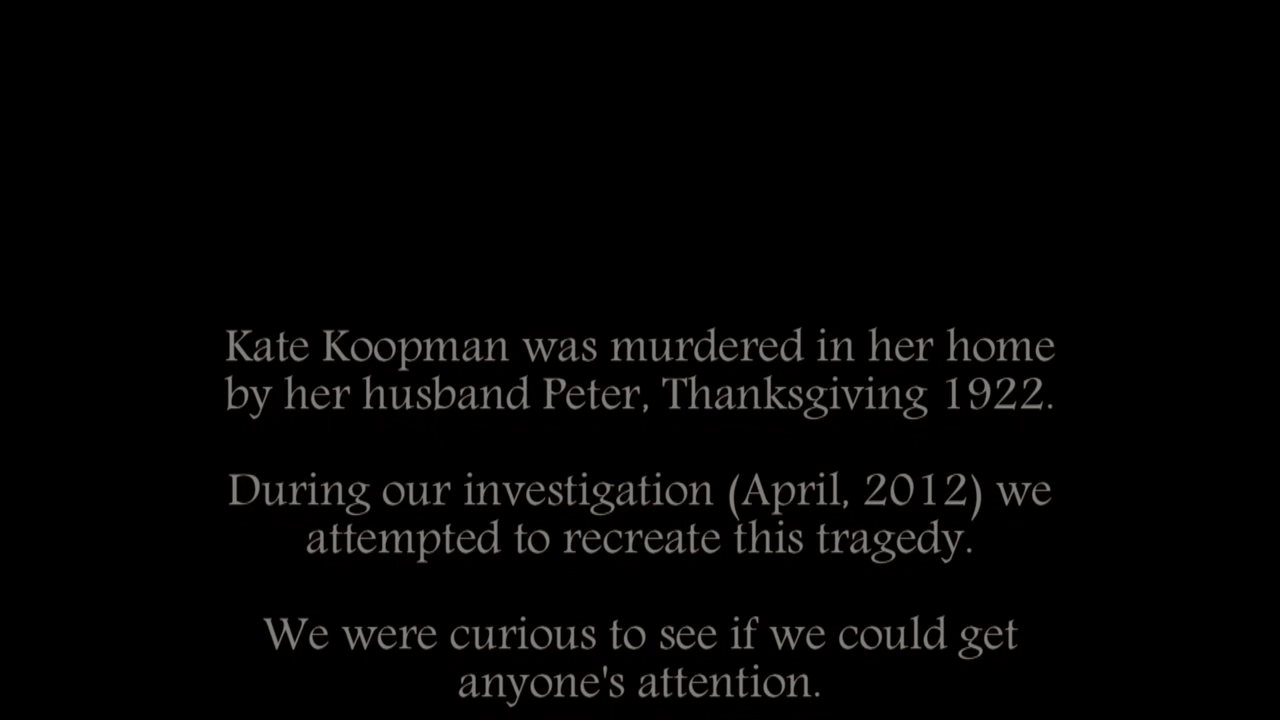 Kate Koopman was murdered in her home
by her husband Peter, Thanksgiving 1922.
During our investigation (April, 2012) we
attempted to recreate this tragedy.
We were curious to see if we could get
anyone's attention.